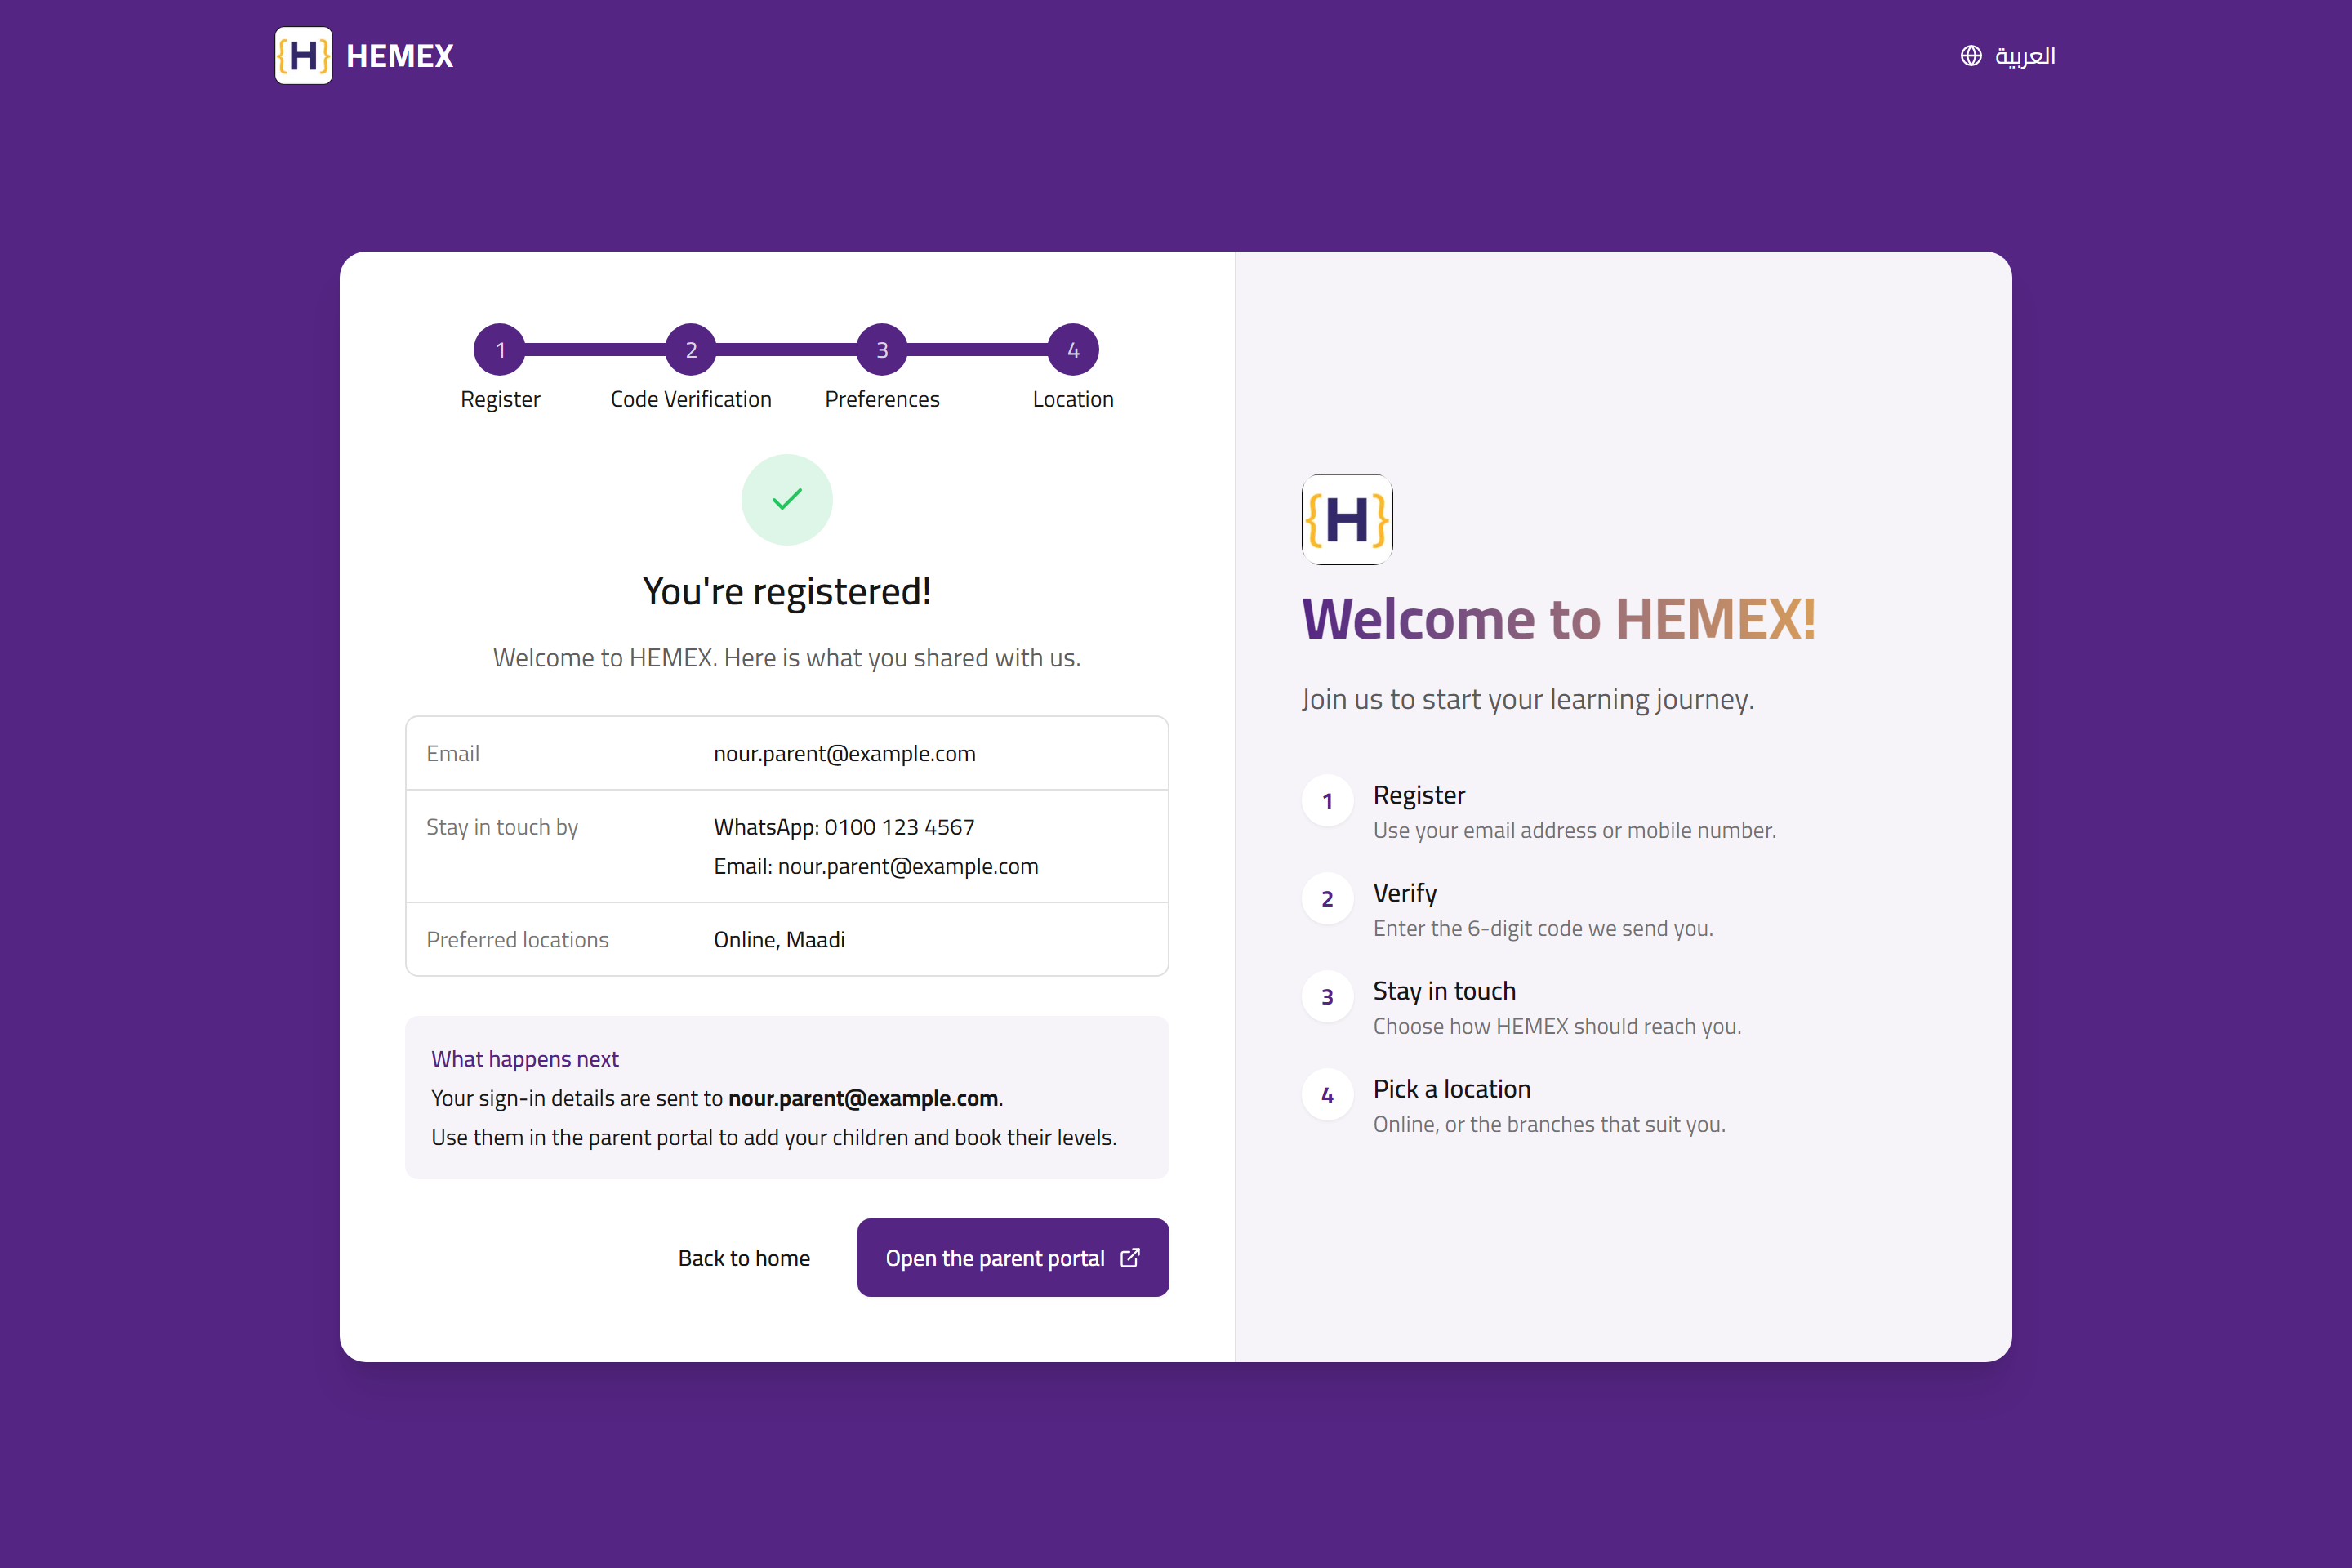 {H} HEMEX
العربية
1 2 3 4
Register Code Verification Preferences Location
You're registered!
Welcome to HEMEX. Here is what you shared with us.
Email nour.parent@example.com
Stay in touch by WhatsApp: 0100 123 4567
Email: nour.parent@example.com
Preferred locations Online, Maadi
What happens next
Your sign-in details are sent to nour.parent@example.com.
Use them in the parent portal to add your children and book their levels.
Back to home
Open the parent portal
{H}
Welcome to HEMEX!
Join us to start your learning journey.
1 Register
Use your email address or mobile number.
2 Verify
Enter the 6-digit code we send you.
3 Stay in touch
Choose how HEMEX should reach you.
4 Pick a location
Online, or the branches that suit you.